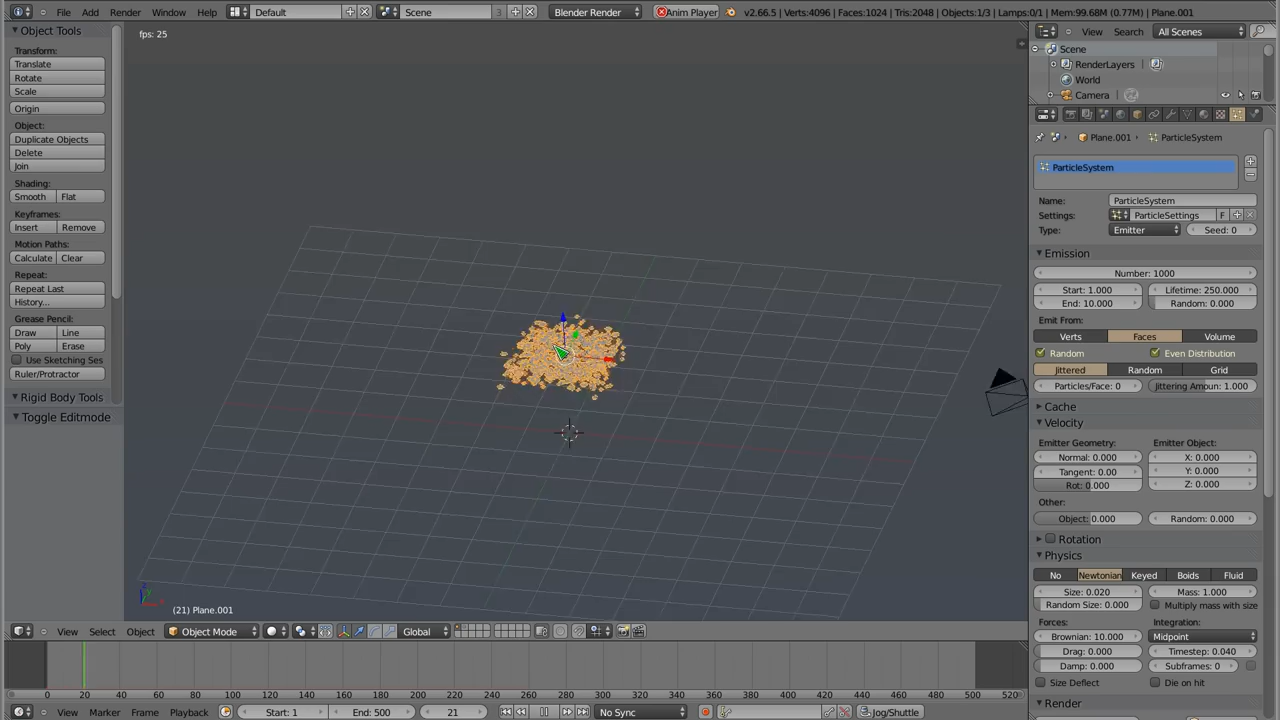 File Add Render Window Help Default Scene 3 Blender Render Anim Player v2.66.5 | Verts:4096 | Faces:1024 | Tris:2048 | Objects:1/3 | Lamps:0/1 | Mem:99.68M (0.77M) | Plane.001
Object Tools
Transform:
Translate
Rotate
Scale
Origin
Object:
Duplicate Objects
Delete
Join
Shading:
Smooth Flat
Keyframes:
Insert Remove
Motion Paths:
Calculate Clear
Repeat:
Repeat Last
History...
Grease Pencil:
Draw Line
Poly Erase
Use Sketching Ses
Ruler/Protractor
Rigid Body Tools
Toggle Editmode
fps: 25
(21) Plane.001
View Select Object Object Mode Global
View Search All Scenes
Scene
RenderLayers
World
Camera
Plane.001 ParticleSystem
ParticleSystem
Name: ParticleSystem
Settings: ParticleSettings F
Type: Emitter Seed: 0
Emission
Number: 1000
Start: 1.000 Lifetime: 250.000
End: 10.000 Random: 0.000
Emit From:
Verts Faces Volume
Random Even Distribution
Jittered Random Grid
Particles/Face: 0 Jittering Amoun: 1.000
Cache
Velocity
Emitter Geometry: Emitter Object:
Normal: 0.000 X: 0.000
Tangent: 0.00 Y: 0.000
Rot: 0.000 Z: 0.000
Other:
Object: 0.000 Random: 0.000
Rotation
Physics
No Newtonian Keyed Boids Fluid
Size: 0.020 Mass: 1.000
Random Size: 0.000 Multiply mass with size
Forces: Integration:
Brownian: 10.000 Midpoint
Drag: 0.000 Timestep: 0.040
Damp: 0.000 Subframes: 0
Size Deflect Die on hit
Render
0 20 40 60 80 100 120 140 160 180 200 220 240 260 280 300 320 340 360 380 400 420 440 460 480 500 520
View Marker Frame Playback Start: 1 End: 500 21 No Sync Jog/Shuttle